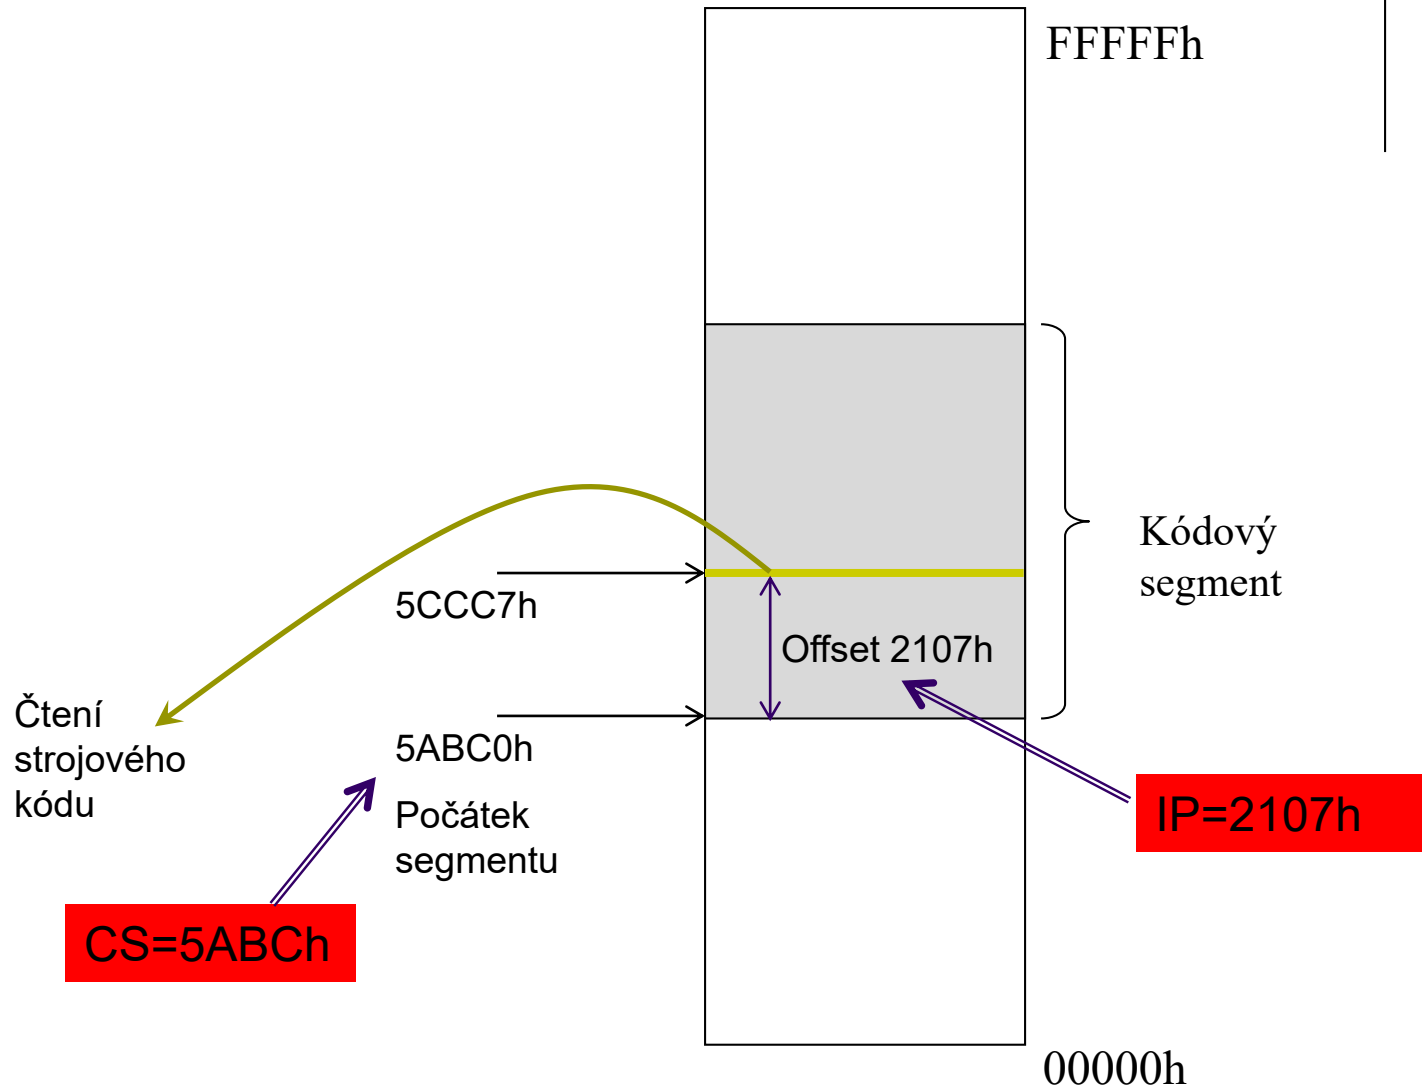 FFFFFh
Kódový
segment
5CCC7h
Offset 2107h
Čtení
strojového
kódu
5ABC0h
Počátek
segmentu
IP=2107h
CS=5ABCh
00000h